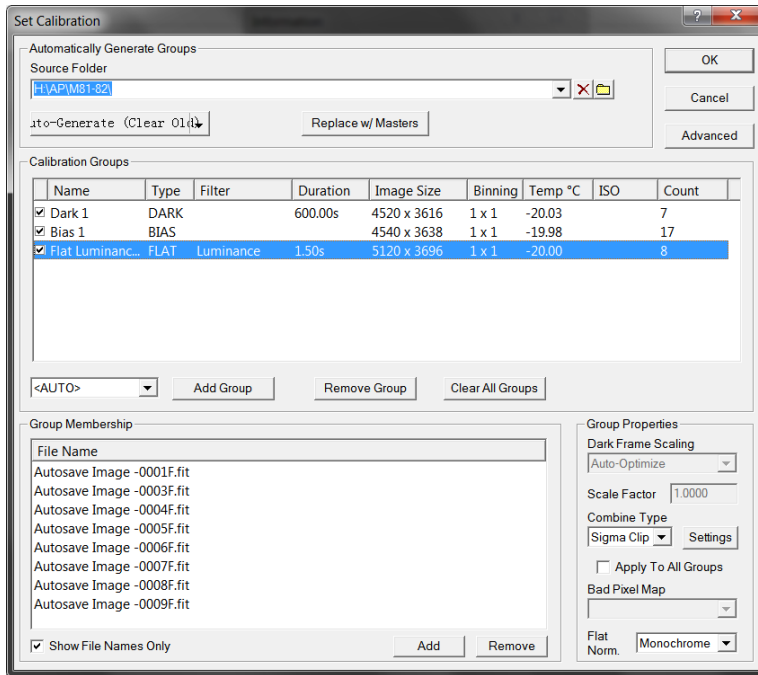 Set Calibration
Automatically Generate Groups
Source Folder
H:\AP\M81-82\
uto-Generate (Clear Old)
Replace w/ Masters
OK
Cancel
Advanced
Calibration Groups
Name Type Filter Duration Image Size Binning Temp °C ISO Count
Dark 1 DARK 600.00s 4520 x 3616 1 x 1 -20.03 7
Bias 1 BIAS 4540 x 3638 1 x 1 -19.98 17
Flat Luminanc... FLAT Luminance 1.50s 5120 x 3696 1 x 1 -20.00 8
<AUTO> Add Group Remove Group Clear All Groups
Group Membership
File Name
Autosave Image -0001F.fit
Autosave Image -0003F.fit
Autosave Image -0004F.fit
Autosave Image -0005F.fit
Autosave Image -0006F.fit
Autosave Image -0007F.fit
Autosave Image -0008F.fit
Autosave Image -0009F.fit
Show File Names Only Add Remove
Group Properties
Dark Frame Scaling
Auto-Optimize
Scale Factor 1.0000
Combine Type
Sigma Clip Settings
Apply To All Groups
Bad Pixel Map
Flat Norm. Monochrome